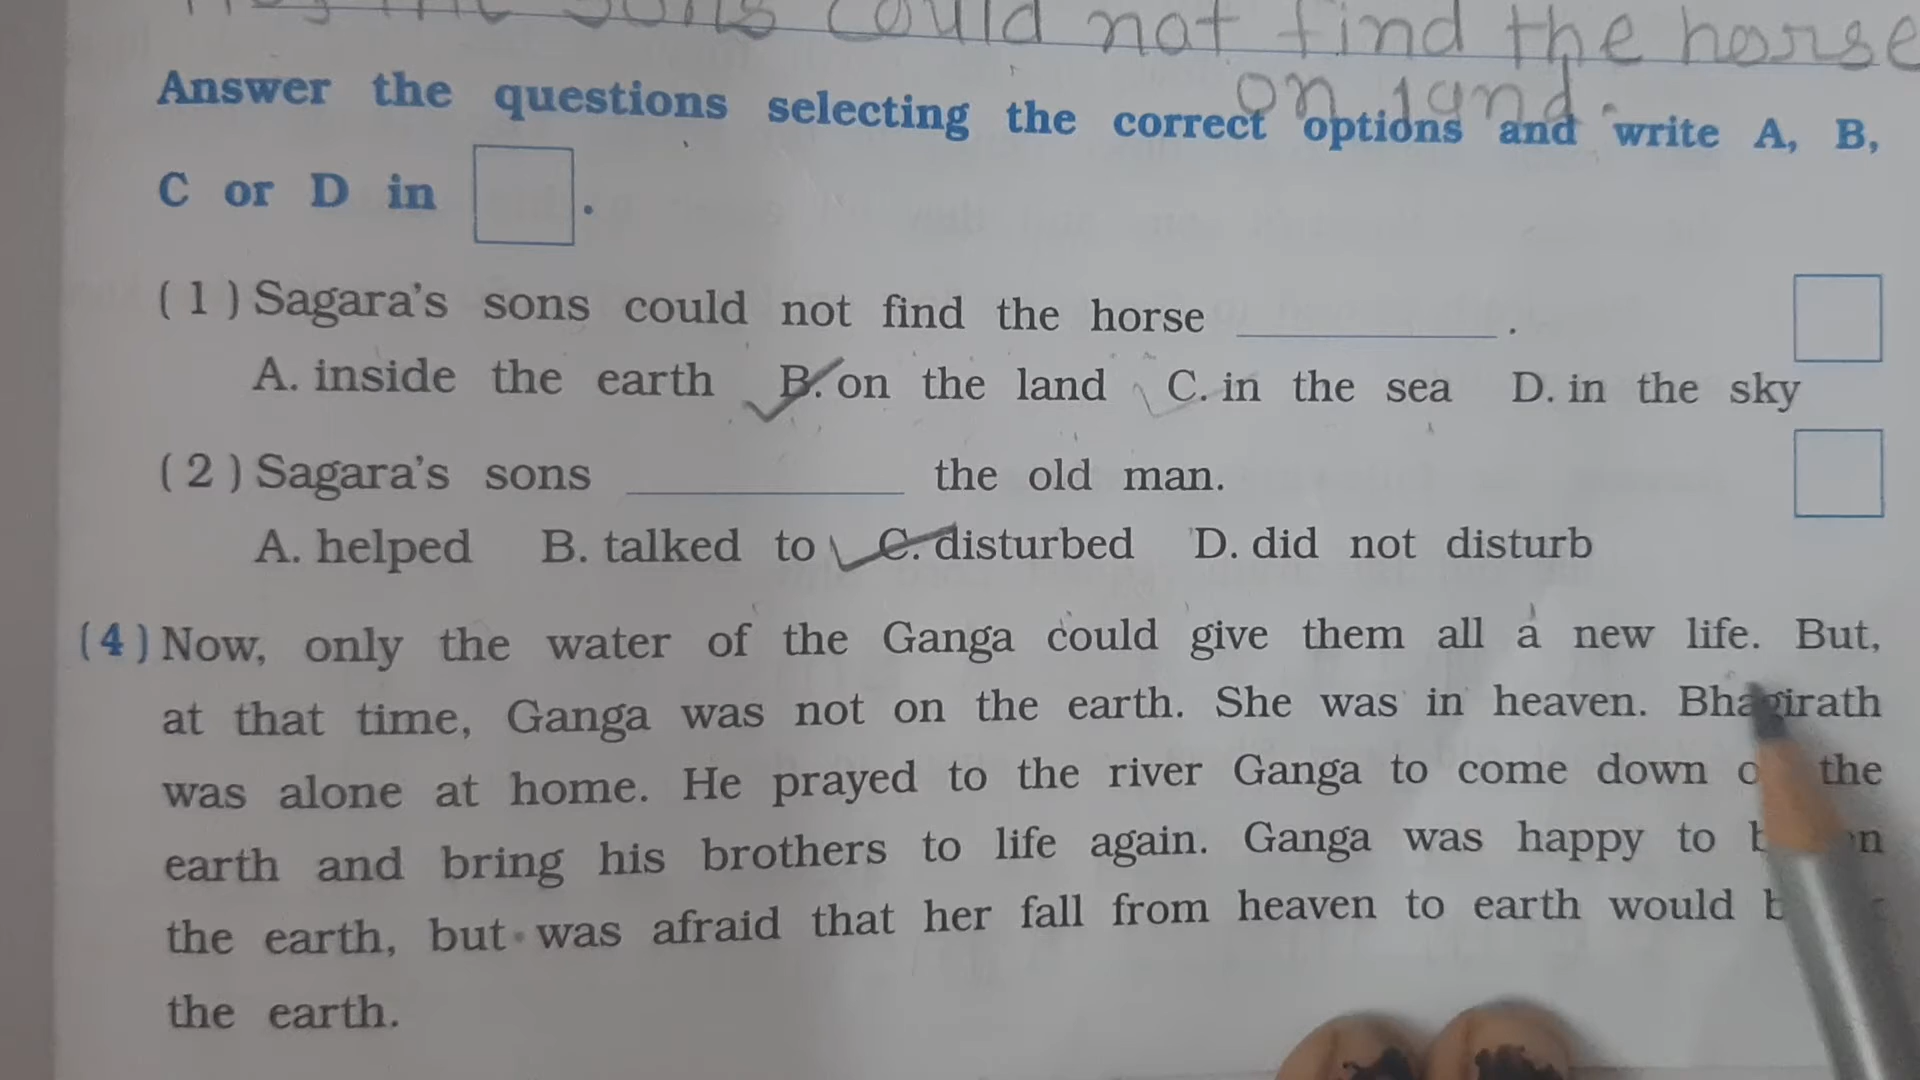 the sons could not find the horse
on land.
Answer the questions selecting the correct options and write A, B,
C or D in .
(1) Sagara's sons could not find the horse ____________ .
A. inside the earth B. on the land C. in the sea D. in the sky
(2) Sagara's sons ____________ the old man.
A. helped B. talked to C. disturbed D. did not disturb
(4) Now, only the water of the Ganga could give them all a new life. But,
at that time, Ganga was not on the earth. She was in heaven. Bhagirath
was alone at home. He prayed to the river Ganga to come down the
earth and bring his brothers to life again. Ganga was happy to
the earth, but was afraid that her fall from heaven to earth would
the earth.